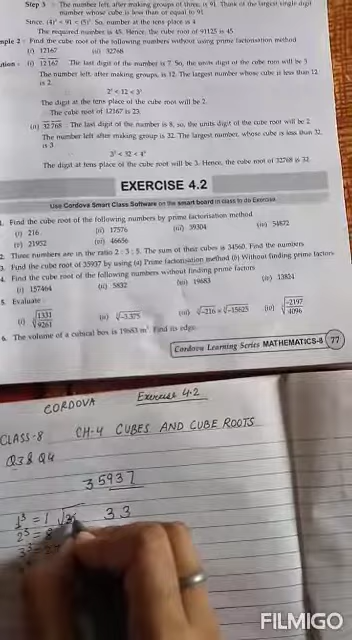 Step 3 : The number left, after making groups of three, is 91. Think of the largest single digit
number whose cube is less than or equal to 91.
Since, (4)³ < 91 < (5)³. So, number at the tens place is 4
The required number is 45. Hence, the cube root of 91125 is 45.
mple 2 : Find the cube root of the following numbers without using prime factorisation method
(i) 12167 (ii) 32768
ution : (i) 12 167 The last digit of the number is 7. So, the units digit of the cube root will be 3
The number left, after making groups, is 12. The largest number whose cube is less than 12
is 2.
2³ < 12 < 3³
The digit at the tens place of the cube root will be 2.
The cube root of 12167 is 23.
(ii) 32 768 The last digit of the number is 8, so, the units digit of the cube root will be 2
The number left after making group is 32. The largest number, whose cube is less than 32,
is 3
3³ < 32 < 4³
The digit at tens place of the cube root will be 3. Hence, the cube root of 32768 is 32.
EXERCISE 4.2
Use Cordova Smart Class Software on the smart board in class to do Exercise.
1. Find the cube root of the following numbers by prime factorisation method
(i) 216 (ii) 17576 (iii) 39304 (iv) 54872
(v) 21952 (vi) 46656
2. Three numbers are in the ratio 2 : 3 : 5. The sum of their cubes is 34560. Find the numbers
3. Find the cube root of 35937 by using (a) Prime factorisation method (b) Without finding prime factors
4. Find the cube root of the following numbers without finding prime factors
(i) 157464 (ii) 5832 (iii) 19683 (iv) 13824
5. Evaluate :
(i) ∛1331/9261 (ii) ∛-3.375 (iii) ∛-216 × ∛-15625 (iv) ∛-2197/4096
6. The volume of a cubical box is 19683 m³. Find its edge.
Cordova Learning Series MATHEMATICS-8 77
CORDOVA Exercise 4.2
CLASS-8 CH-4 CUBES AND CUBE ROOTS
Q3 & Q4
35937
33
1³ = 1
2³ = 8
3³ = 27
FILMIGO